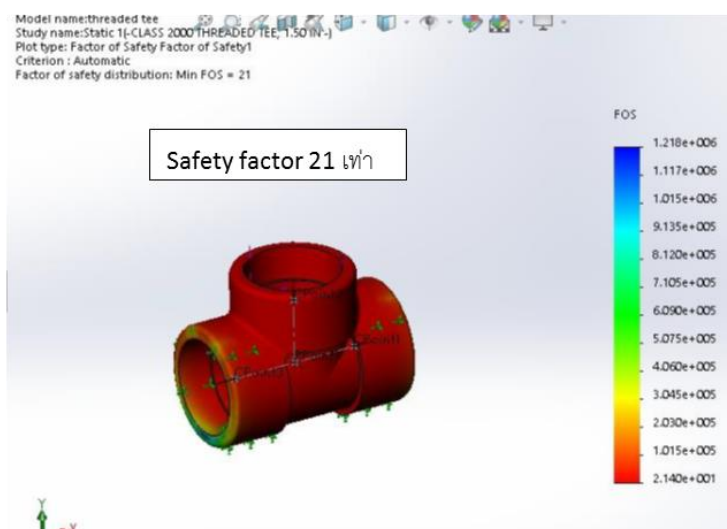 Model name:threaded tee
Study name:Static 1(-CLASS 2000 THREADED TEE, 1.50 IN-)
Plot type: Factor of Safety Factor of Safety1
Criterion : Automatic
Factor of safety distribution: Min FOS = 21
Safety factor 21 เท่า
FOS
1.218e+006
1.117e+006
1.015e+006
9.135e+005
8.120e+005
7.105e+005
6.090e+005
5.075e+005
4.060e+005
3.045e+005
2.030e+005
1.015e+005
2.140e+001
Y
X